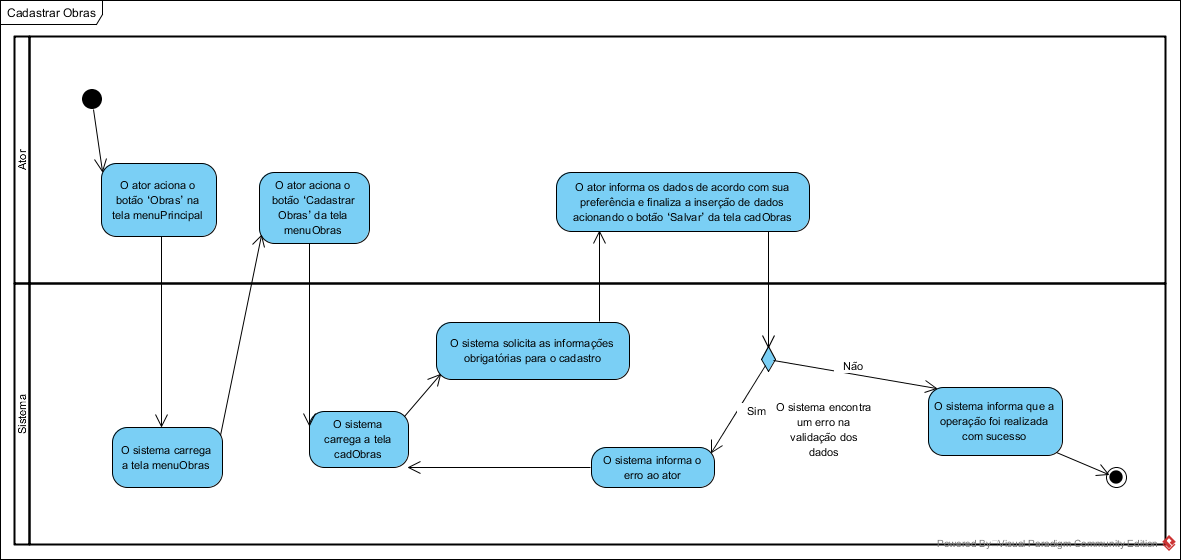 Cadastrar Obras
Ator
O ator aciona o
botão ‘Obras’ na
tela menuPrincipal
O ator aciona o
botão ‘Cadastrar
Obras’ da tela
menuObras
O ator informa os dados de acordo com sua
preferência e finaliza a inserção de dados
acionando o botão ‘Salvar’ da tela cadObras
Sistema
O sistema carrega
a tela menuObras
O sistema
carrega a tela
cadObras
O sistema solicita as informações
obrigatórias para o cadastro
Não
Sim
O sistema encontra
um erro na
validação dos
dados
O sistema informa o
erro ao ator
O sistema informa que a
operação foi realizada
com sucesso
Powered By Visual Paradigm Community Edition